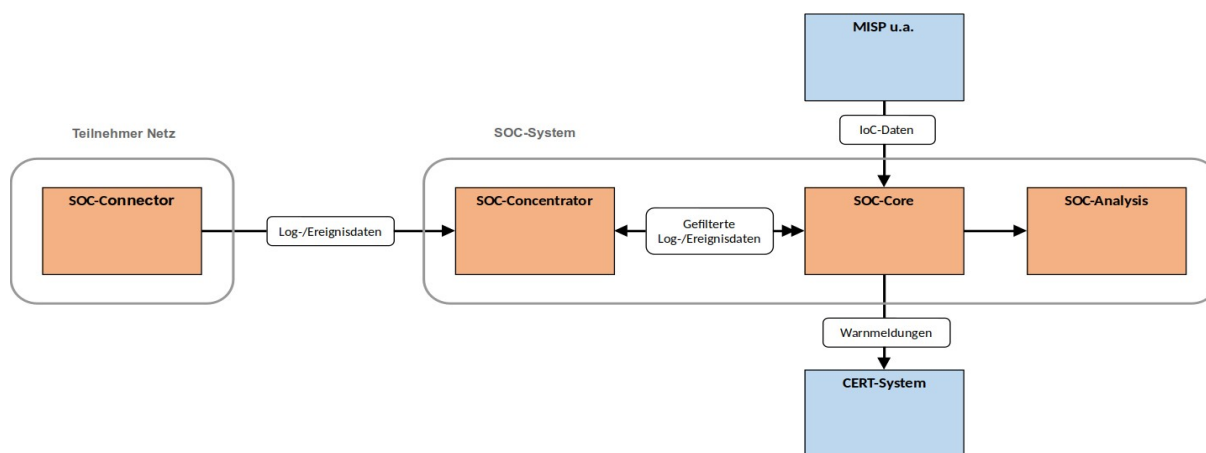 MISP u.a.
IoC-Daten
Teilnehmer Netz
SOC-System
SOC-Connector
Log-/Ereignisdaten
SOC-Concentrator
Gefilterte
Log-/Ereignisdaten
SOC-Core
SOC-Analysis
Warnmeldungen
CERT-System